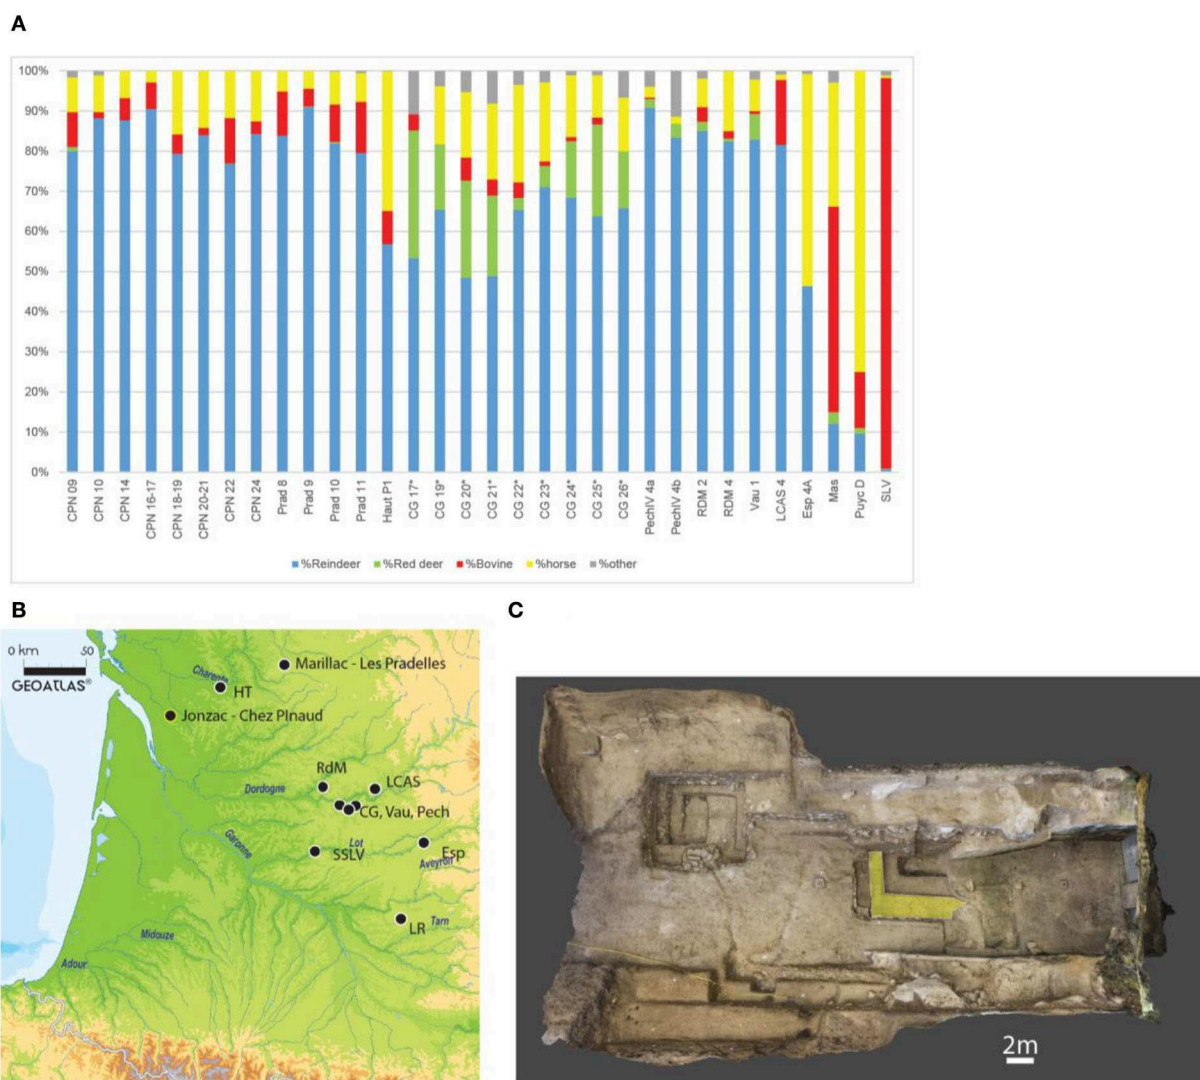 A
100%
90%
80%
70%
60%
50%
40%
30%
20%
10%
0%
CPN 09
CPN 10
CPN 14
CPN 16-17
CPN 18-19
CPN 20-21
CPN 22
CPN 24
Prad 8
Prad 9
Prad 10
Prad 11
Haut P1
CG 17*
CG 19*
CG 20*
CG 21*
CG 22*
CG 23*
CG 24*
CG 25*
CG 26*
PechIV 4a
PechIV 4b
RDM 2
RDM 4
Vau 1
LCAS 4
Esp 4A
Mas
Puyc D
SLV
%Reindeer %Red deer %Bovine %horse %other
B
0 km 50
GEOATLAS®
Charente
Marillac - Les Pradelles
HT
Jonzac - Chez PInaud
RdM
LCAS
Dordogne
CG, Vau, Pech
Garonne
Lot
SSLV
Esp
Aveyron
LR
Tarn
Midouze
Adour
C
2m